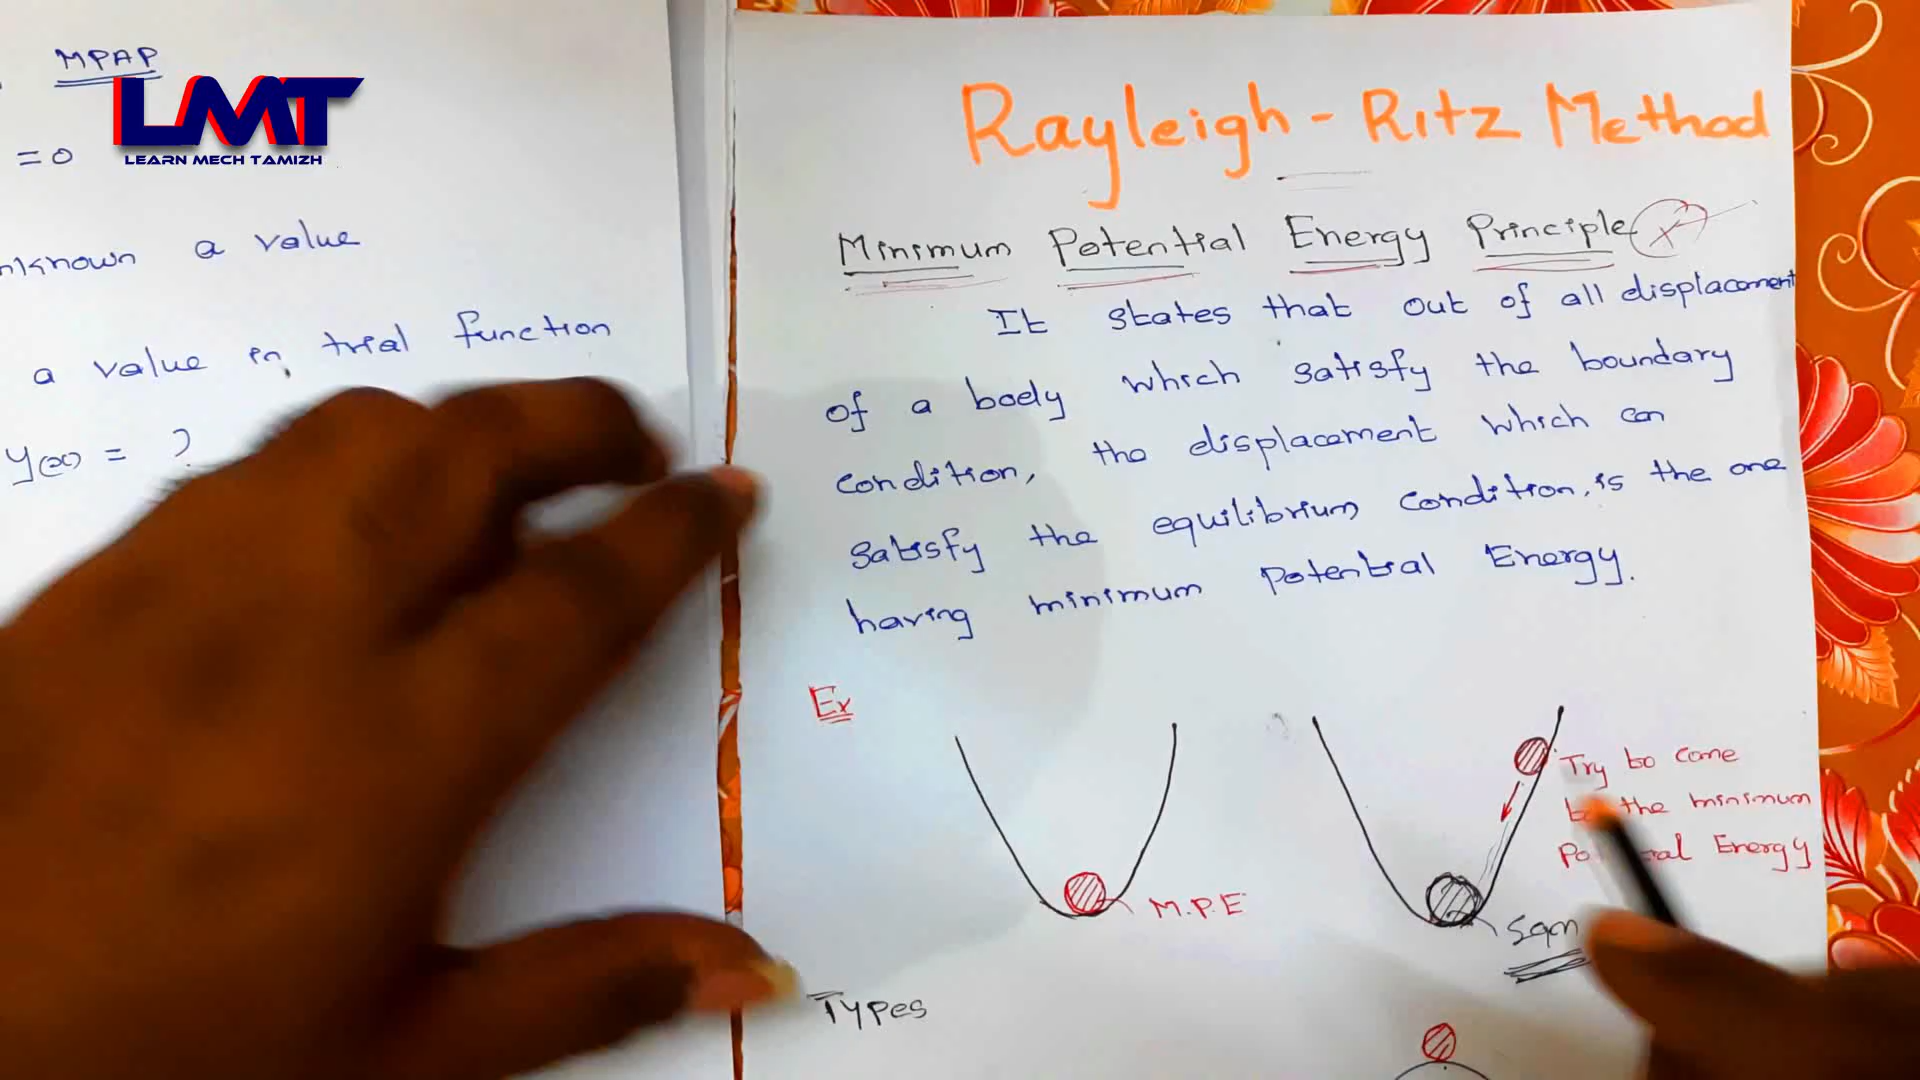 MPAP
LMT
LEARN MECH TAMIZH
=0
a value
a value in trial function
y(x) = ?
Rayleigh - Ritz Method
Minimum Potential Energy Principle
It states that out of all displacement
of a body which satisfy the boundary
condition, the displacement which can
satisfy the equilibrium condition, is the one
having minimum potential Energy.
Ex
M.P.E
Try to come
the minimum
Energy
Types